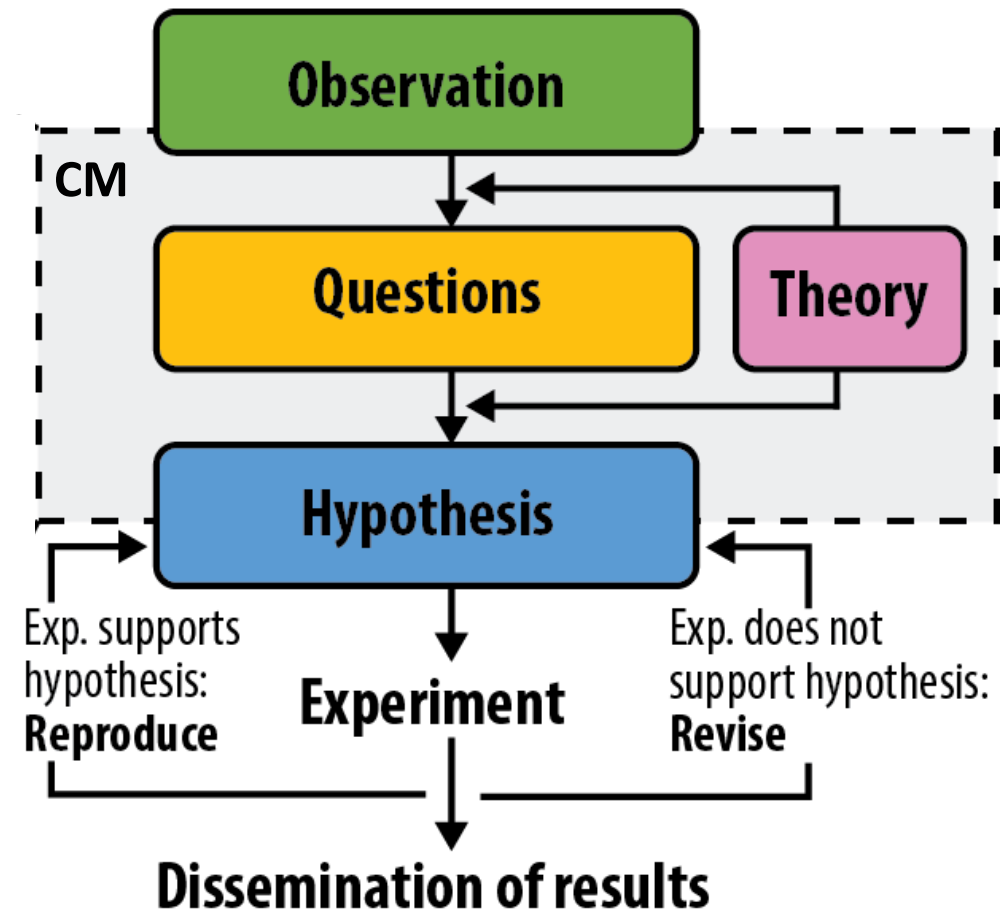 Observation
CM
Questions
Theory
Hypothesis
Exp. supports
hypothesis:
Reproduce
Experiment
Exp. does not
support hypothesis:
Revise
Dissemination of results